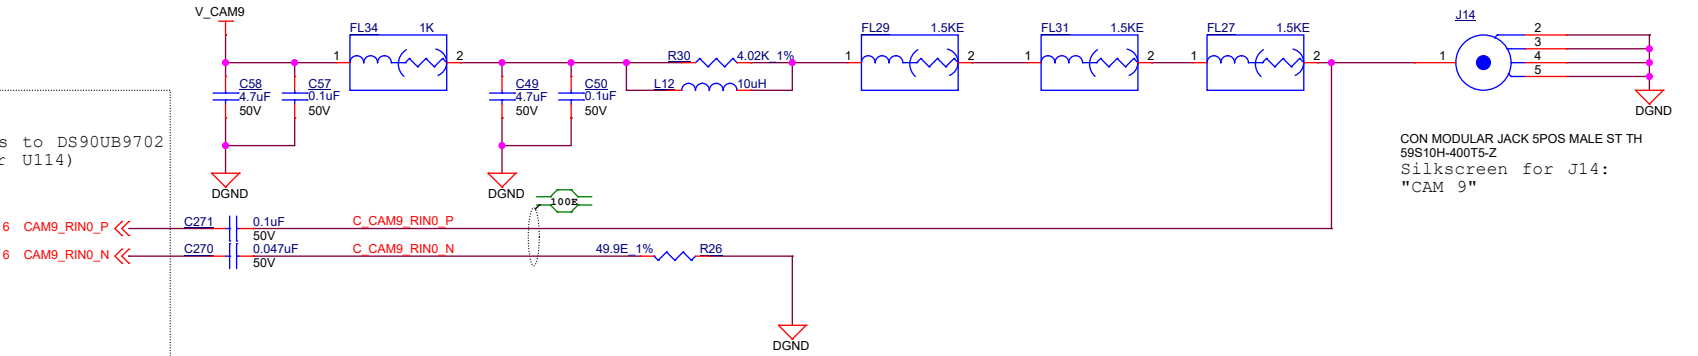 V_CAM9
FL34 1K
1 2
C58
4.7uF
50V
C57
0.1uF
50V
DGND
C49
4.7uF
50V
C50
0.1uF
50V
DGND
R30 4.02K_1%
L12 10uH
FL29 1.5KE
1 2
FL31 1.5KE
1 2
FL27 1.5KE
1 2
J14
1
2
3
4
5
DGND
CON MODULAR JACK 5POS MALE ST TH
59S10H-400T5-Z
Silkscreen for J14:
"CAM 9"
s to DS90UB9702
r U114)
100E
6 CAM9_RIN0_P
C271 0.1uF
50V
C_CAM9_RIN0_P
6 CAM9_RIN0_N
C270 0.047uF
50V
C_CAM9_RIN0_N
49.9E_1% R26
DGND